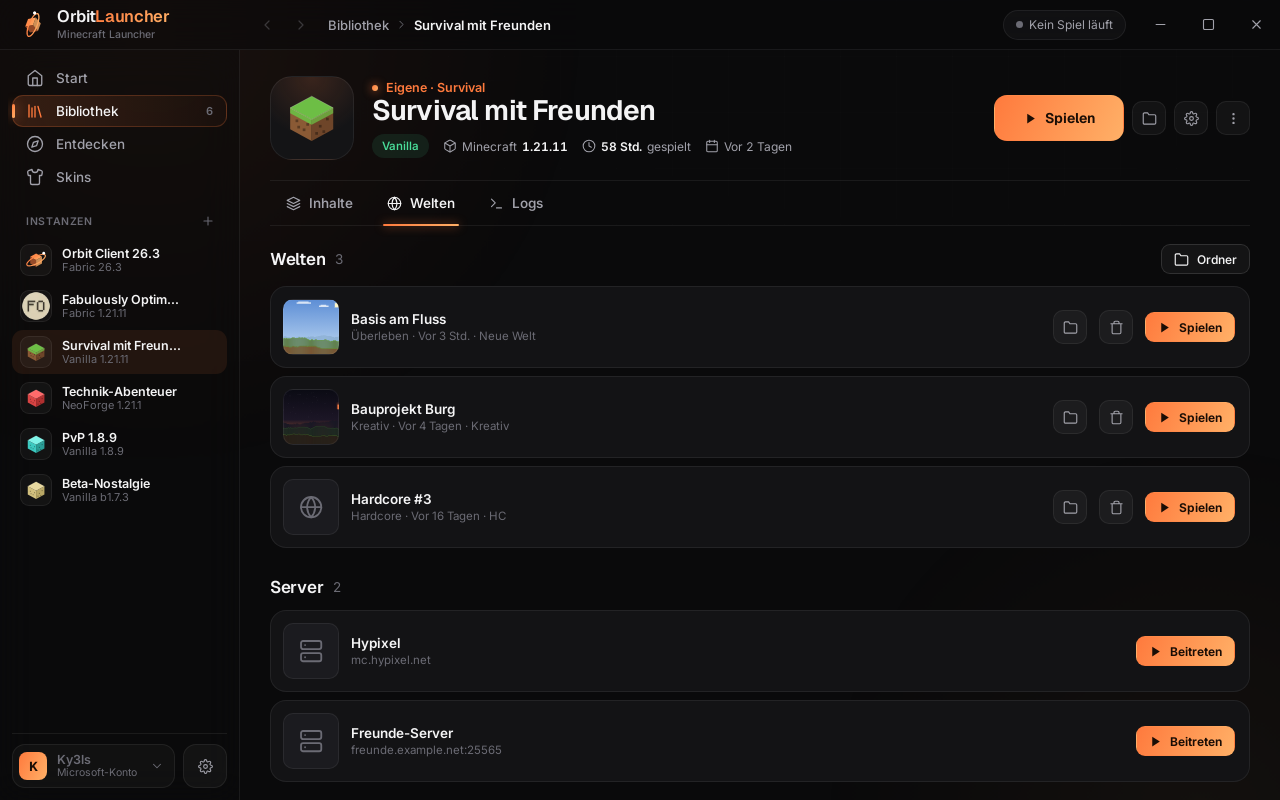 OrbitLauncher
Minecraft Launcher
Bibliothek
Survival mit Freunden
Kein Spiel läuft
Start
Bibliothek 6
Entdecken
Skins
INSTANZEN
Orbit Client 26.3
Fabric 26.3
FO
Fabulously Optim...
Fabric 1.21.11
Survival mit Freun...
Vanilla 1.21.11
Technik-Abenteuer
NeoForge 1.21.1
PvP 1.8.9
Vanilla 1.8.9
Beta-Nostalgie
Vanilla b1.7.3
K
Ky3ls
Microsoft-Konto
Eigene · Survival
Survival mit Freunden
Vanilla Minecraft 1.21.11 58 Std. gespielt Vor 2 Tagen
Spielen
Inhalte Welten Logs
Welten 3
Ordner
Basis am Fluss
Überleben · Vor 3 Std. · Neue Welt
Spielen
Bauprojekt Burg
Kreativ · Vor 4 Tagen · Kreativ
Spielen
Hardcore #3
Hardcore · Vor 16 Tagen · HC
Spielen
Server 2
Hypixel
mc.hypixel.net
Beitreten
Freunde-Server
freunde.example.net:25565
Beitreten